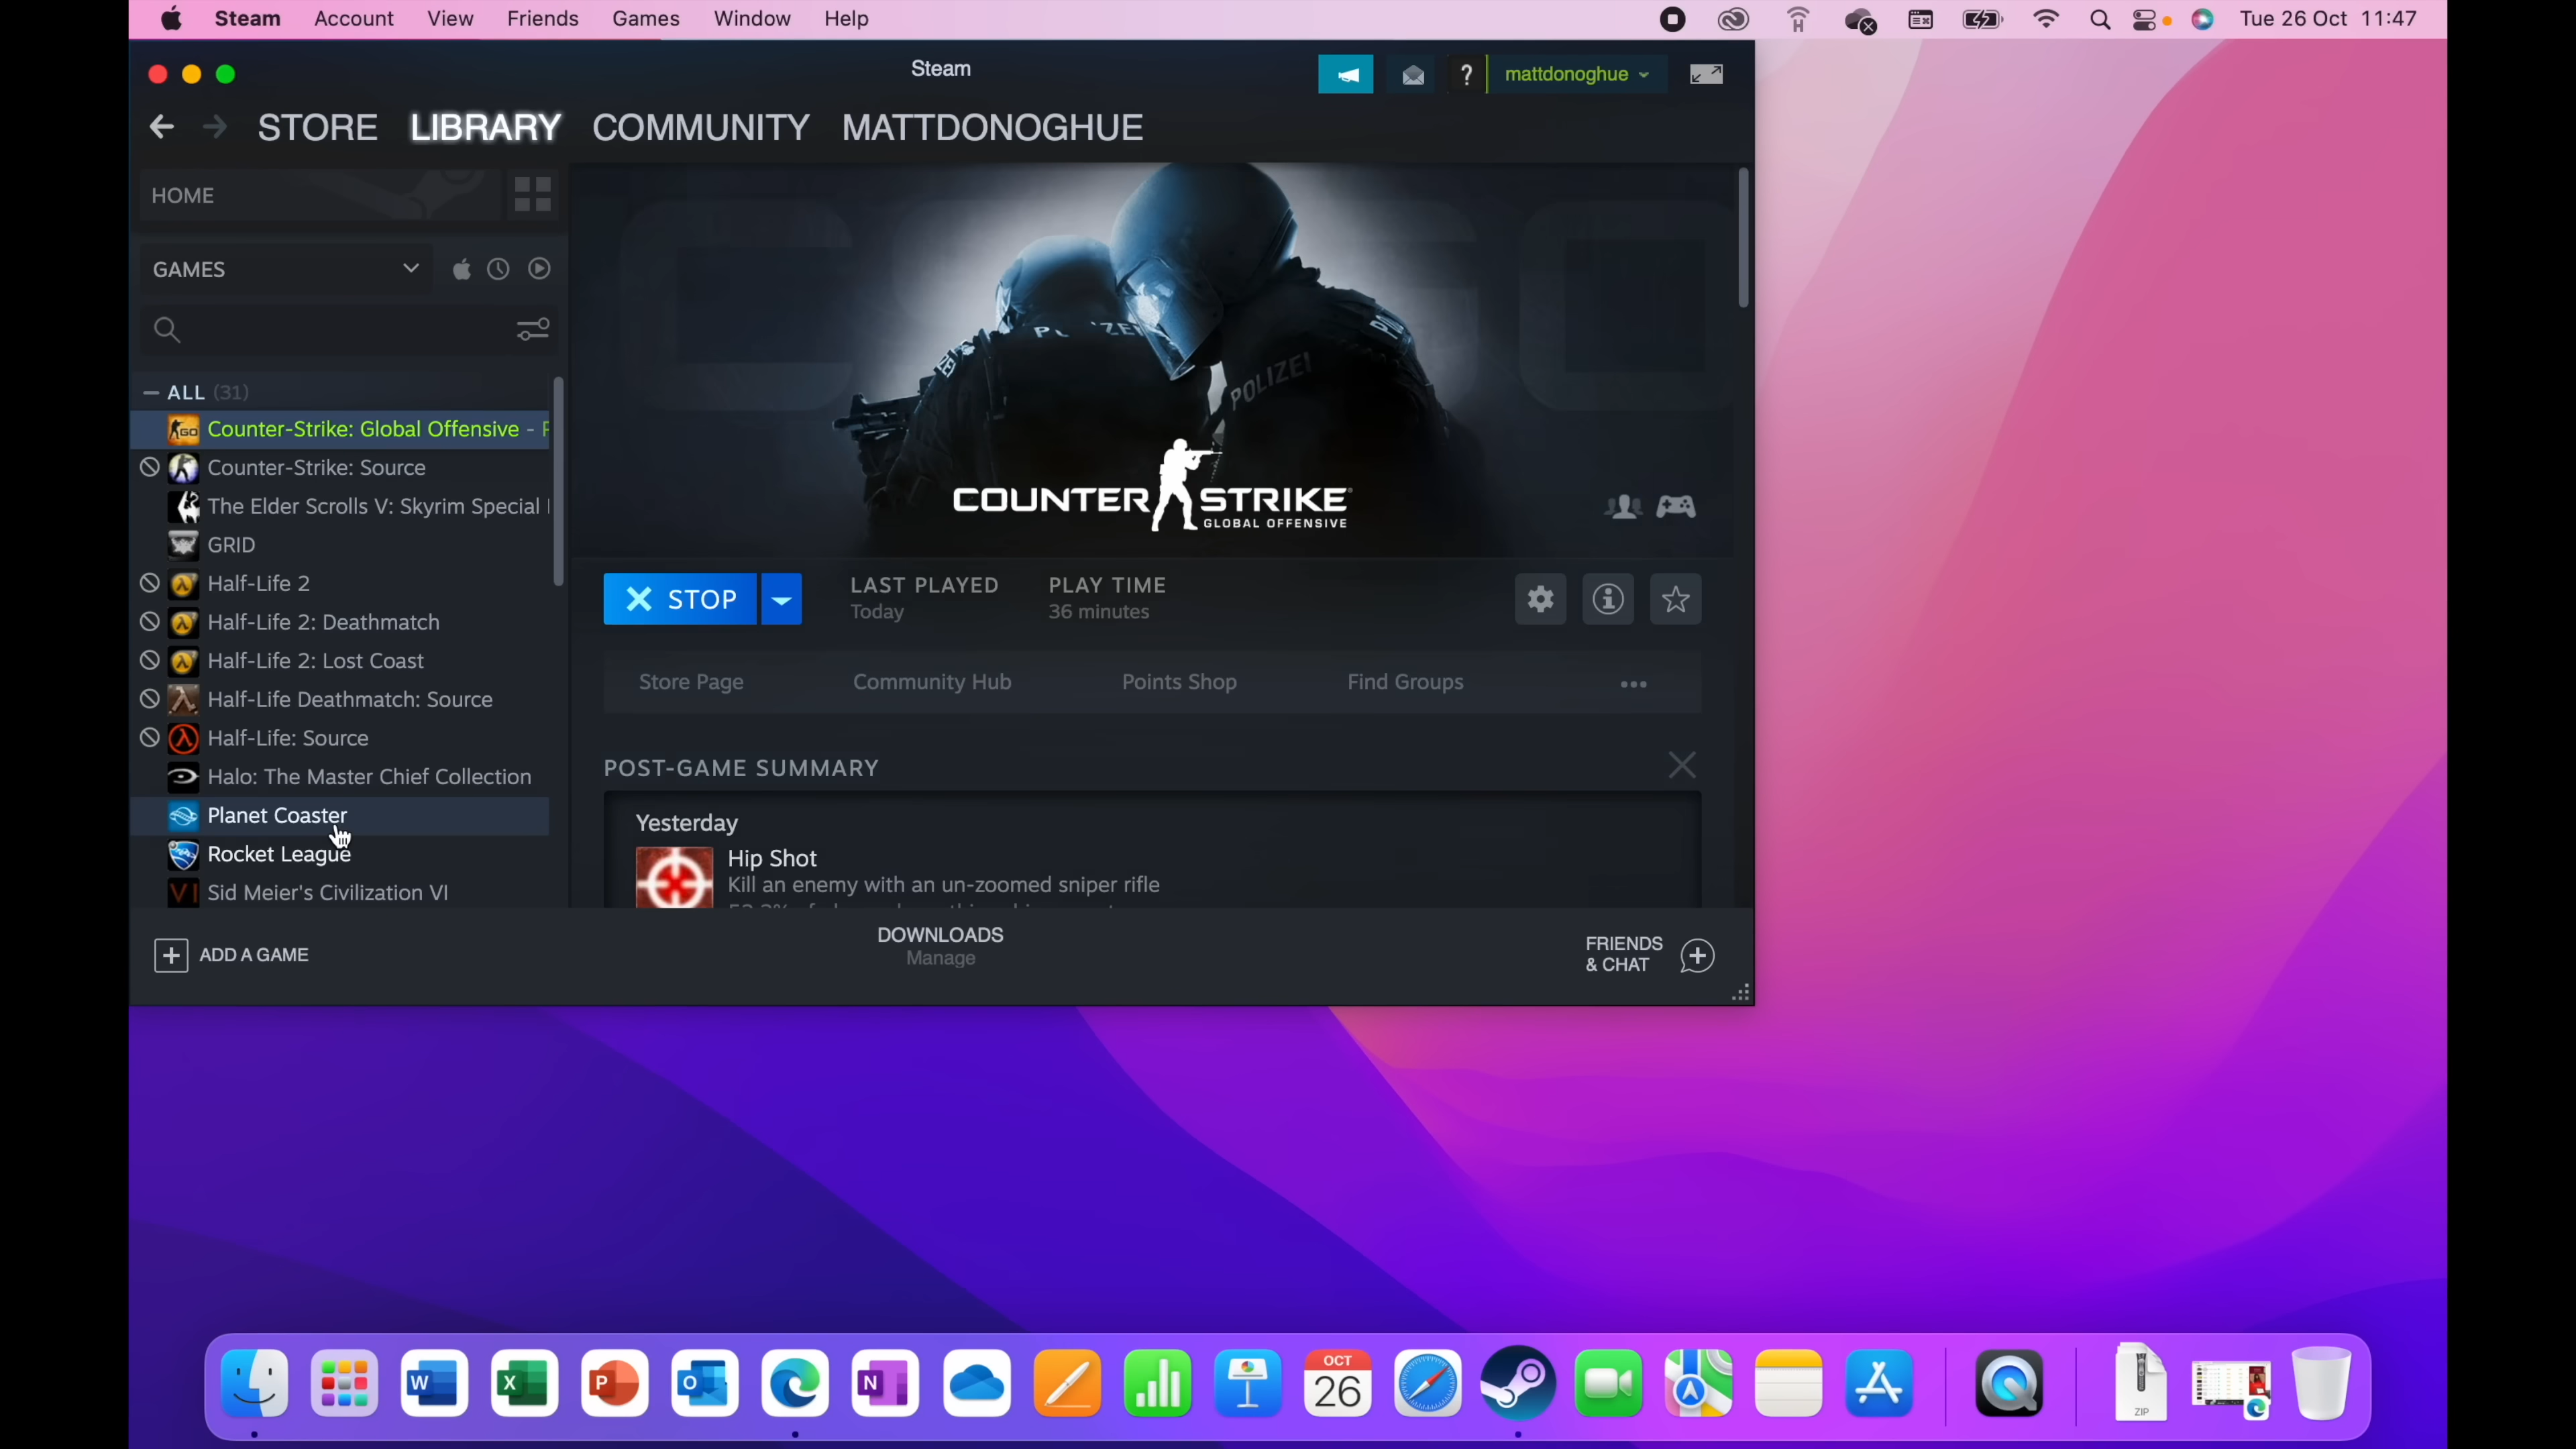 Steam Account View Friends Games Window Help Tue 26 Oct 11:47
Steam
? mattdonoghue
STORE LIBRARY COMMUNITY MATTDONOGHUE
HOME
GAMES
— ALL (31)
Counter-Strike: Global Offensive -
Counter-Strike: Source
The Elder Scrolls V: Skyrim Special
GRID
Half-Life 2
Half-Life 2: Deathmatch
Half-Life 2: Lost Coast
Half-Life Deathmatch: Source
Half-Life: Source
Halo: The Master Chief Collection
Planet Coaster
Rocket League
VI Sid Meier's Civilization VI
POLIZEI
COUNTER STRIKE
GLOBAL OFFENSIVE
STOP
LAST PLAYED
Today
PLAY TIME
36 minutes
Store Page Community Hub Points Shop Find Groups
POST-GAME SUMMARY
Yesterday
Hip Shot
Kill an enemy with an un-zoomed sniper rifle
+ ADD A GAME
DOWNLOADS
Manage
FRIENDS
& CHAT
W X P O N
OCT
26
ZIP